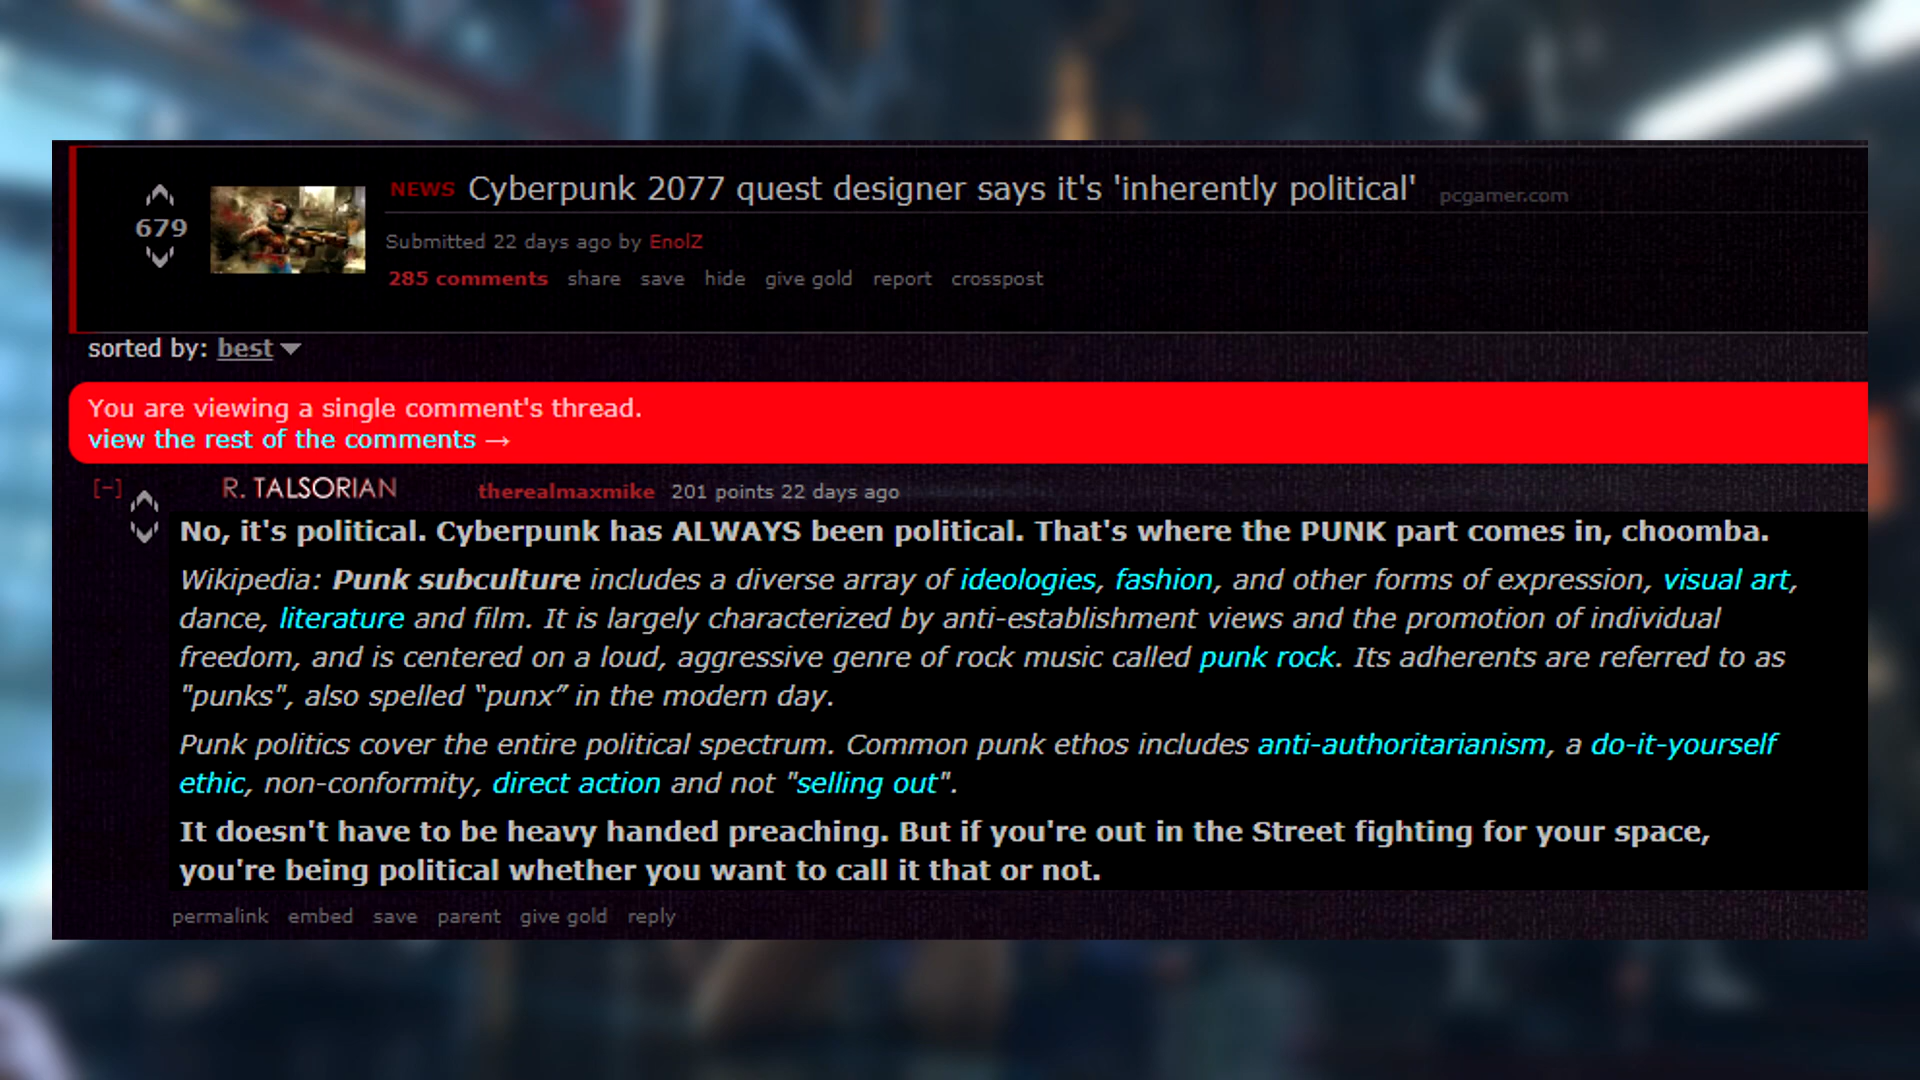 NEWS Cyberpunk 2077 quest designer says it's 'inherently political' pcgamer.com
679
Submitted 22 days ago by EnolZ
285 comments share save hide give gold report crosspost
sorted by: best
You are viewing a single comment's thread.
view the rest of the comments →
[-] R. TALSORIAN therealmaxmike 201 points 22 days ago
No, it's political. Cyberpunk has ALWAYS been political. That's where the PUNK part comes in, choomba.
Wikipedia: Punk subculture includes a diverse array of ideologies, fashion, and other forms of expression, visual art,
dance, literature and film. It is largely characterized by anti-establishment views and the promotion of individual
freedom, and is centered on a loud, aggressive genre of rock music called punk rock. Its adherents are referred to as
"punks", also spelled “punx” in the modern day.
Punk politics cover the entire political spectrum. Common punk ethos includes anti-authoritarianism, a do-it-yourself
ethic, non-conformity, direct action and not "selling out".
It doesn't have to be heavy handed preaching. But if you're out in the Street fighting for your space,
you're being political whether you want to call it that or not.
permalink embed save parent give gold reply